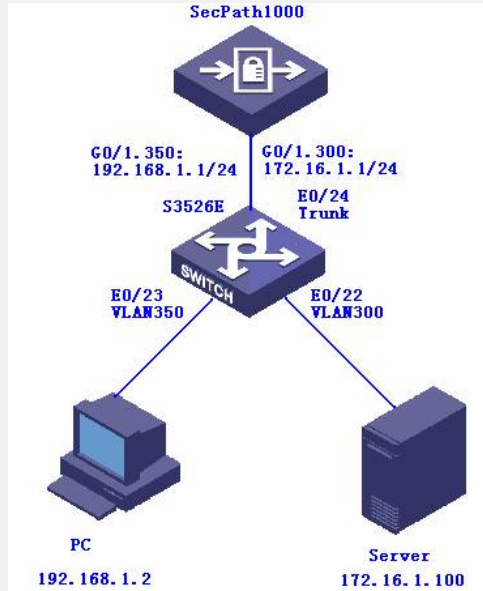 SecPath1000
G0/1.350:
192.168.1.1/24
G0/1.300:
172.16.1.1/24
E0/24
Trunk
S3526E
SWITCH
E0/23
VLAN350
E0/22
VLAN300
PC
192.168.1.2
Server
172.16.1.100